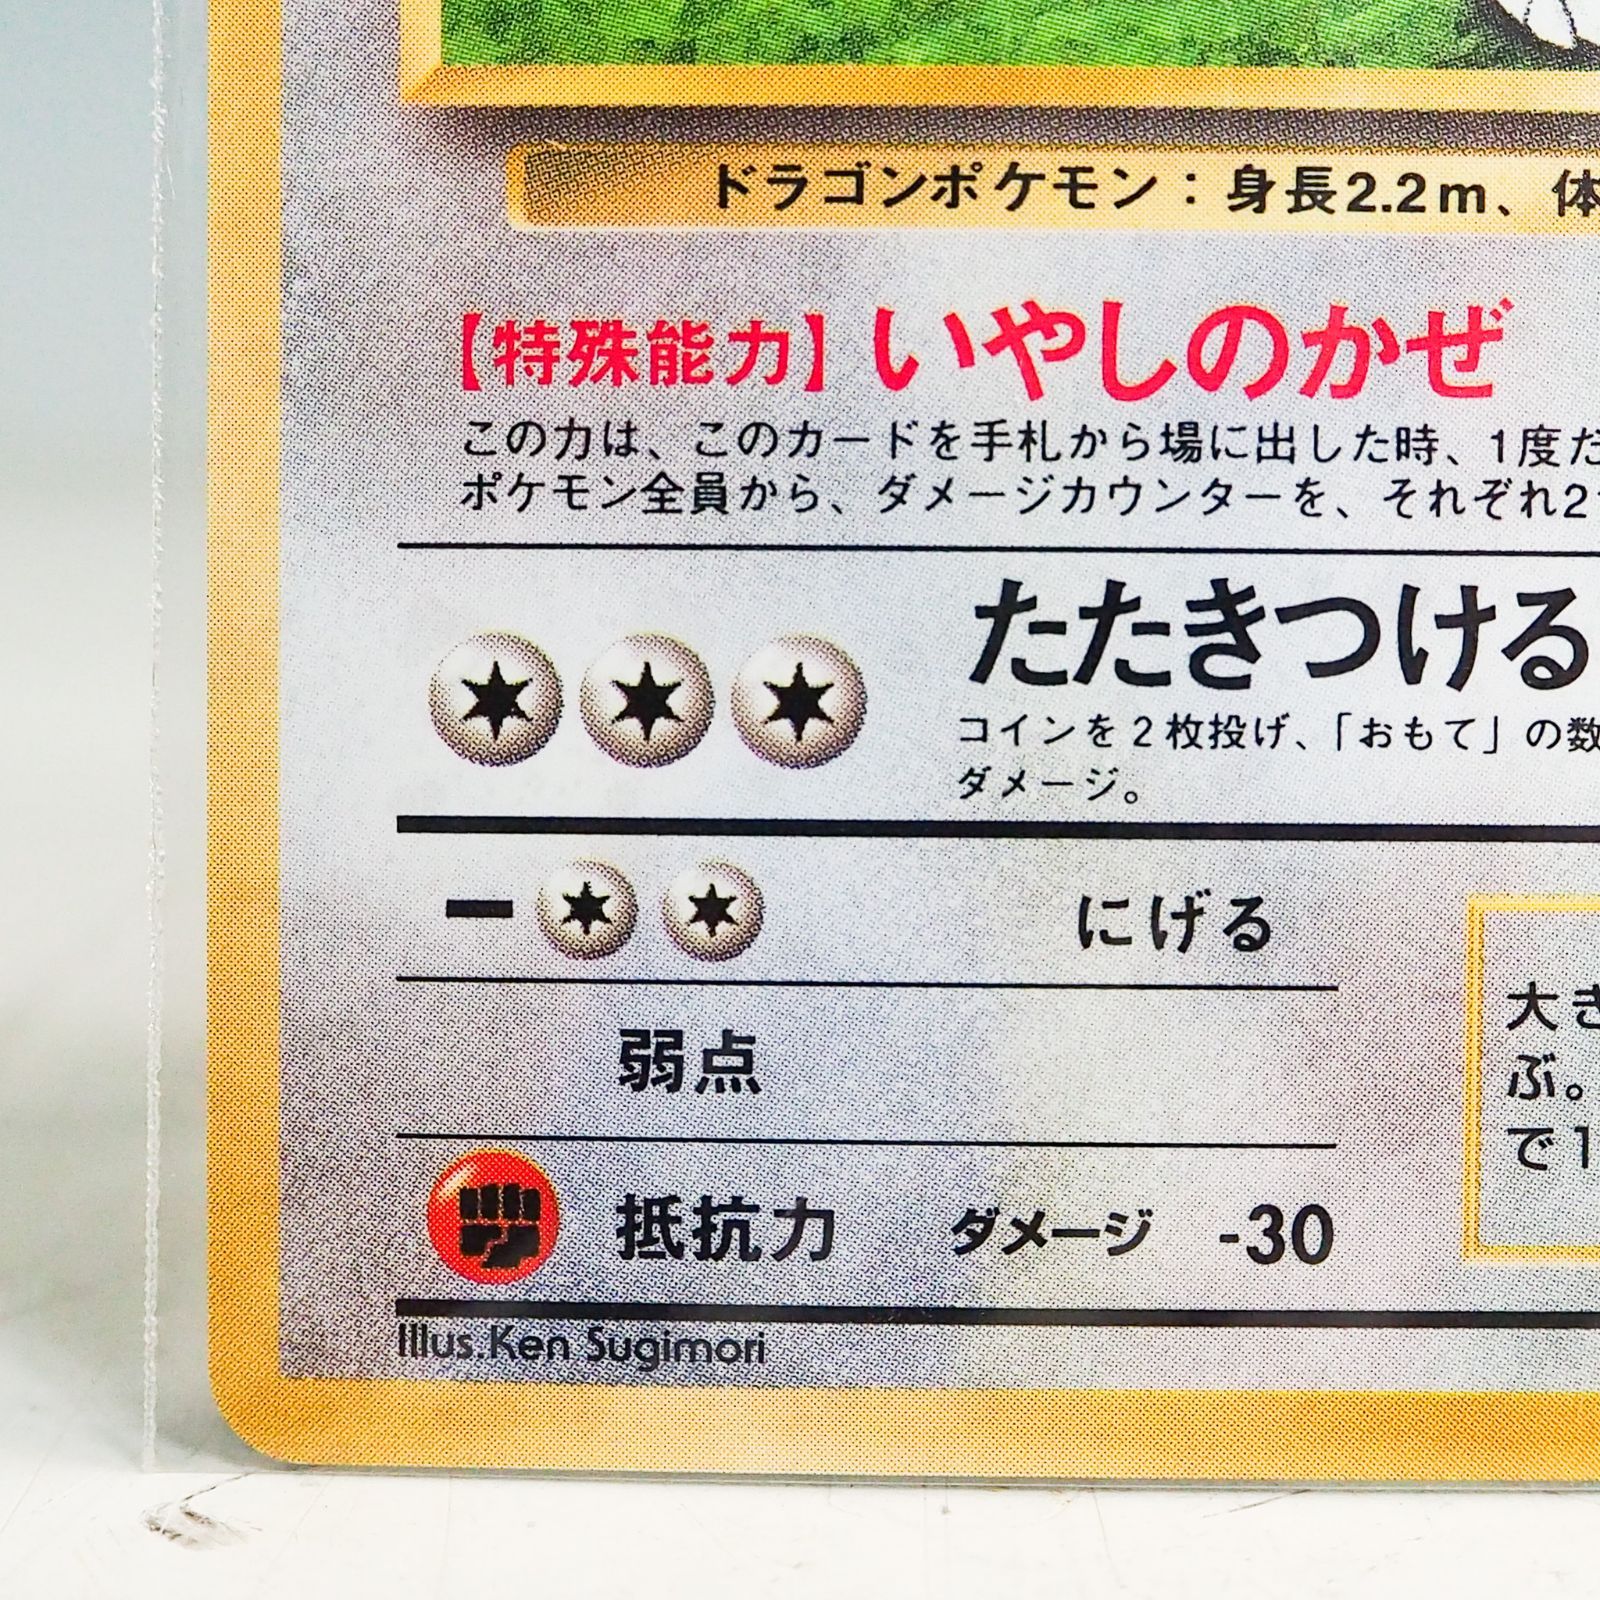 ドラゴンポケモン：身長2.2m、体
【特殊能力】いやしのかぜ
この力は、このカードを手札から場に出した時、1度だ
ポケモン全員から、ダメージカウンターを、それぞれ2
たたきつける
コインを2枚投げ、「おもて」の数
ダメージ。
にげる
弱点
抵抗力 ダメージ -30
大き
ぶ。
で1
Illus.Ken Sugimori